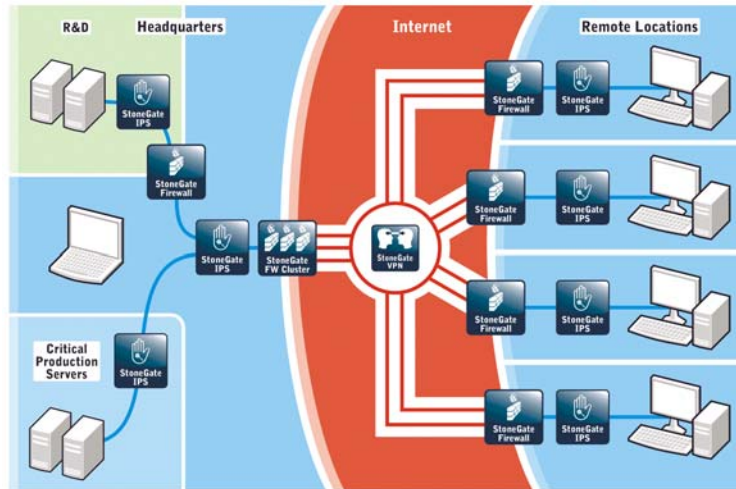 R&D
Headquarters
Internet
Remote Locations
StoneGate
IPS
StoneGate
Firewall
StoneGate
IPS
StoneGate
Firewall
StoneGate
Firewall
StoneGate
IPS
StoneGate
IPS
StoneGate
FW Cluster
StoneGate
VPN
StoneGate
Firewall
StoneGate
IPS
Critical
Production
Servers
StoneGate
IPS
StoneGate
Firewall
StoneGate
IPS